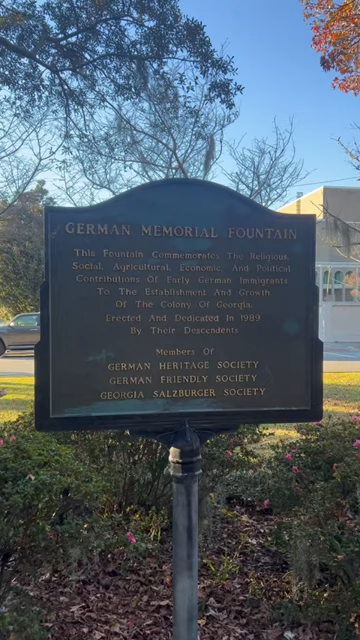 GERMAN MEMORIAL FOUNTAIN
This Fountain Commemorates The Religious,
Social, Agricultural, Economic, And Political
Contributions Of Early German Immigrants
To The Establishment And Growth
Of The Colony Of Georgia.
Erected And Dedicated In 1989
By Their Descendents
Members Of
GERMAN HERITAGE SOCIETY
GERMAN FRIENDLY SOCIETY
GEORGIA SALZBURGER SOCIETY